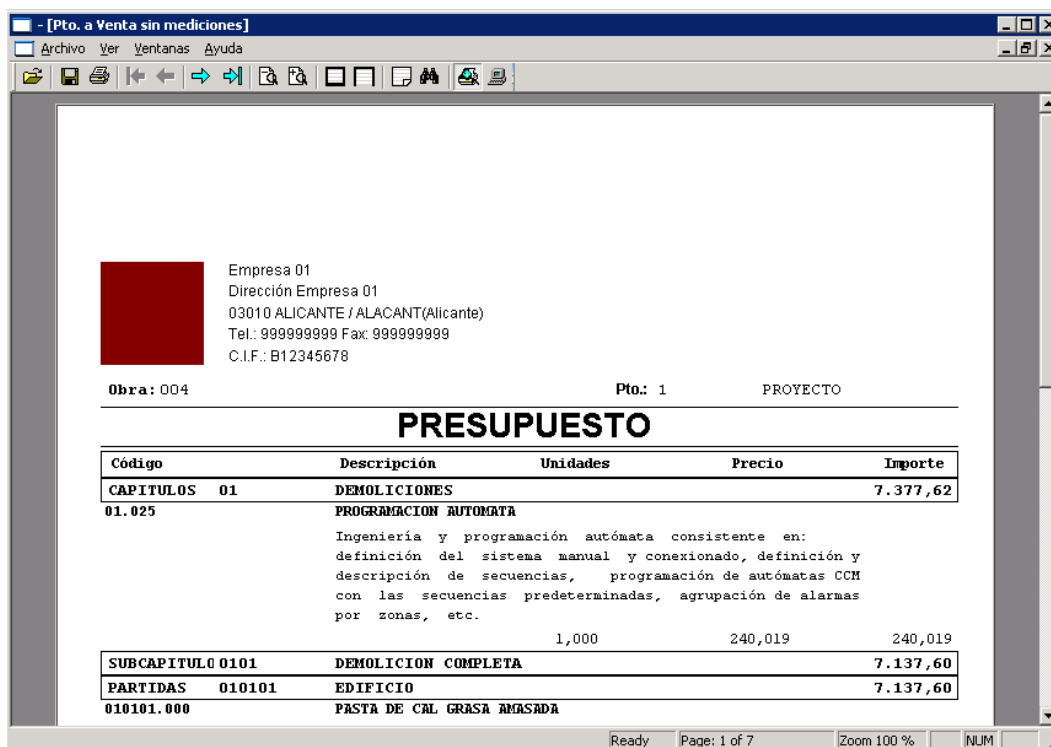 - [Pto. a Venta sin mediciones]
Archivo Ver Ventanas Ayuda
Empresa 01
Dirección Empresa 01
03010 ALICANTE / ALACANT(Alicante)
Tel.: 999999999 Fax: 999999999
C.I.F.: B12345678
Obra: 004 Pto.: 1 PROYECTO
PRESUPUESTO
Código Descripción Unidades Precio Importe
CAPITULOS 01 DEMOLICIONES 7.377,62
01.025 PROGRAMACION AUTOMATA
Ingeniería y programación autómata consistente en:
definición del sistema manual y conexionado, definición y
descripción de secuencias, programación de autómatas CCM
con las secuencias predeterminadas, agrupación de alarmas
por zonas, etc.
1,000 240,019 240,019
SUBCAPITULO 0101 DEMOLICION COMPLETA 7.137,60
PARTIDAS 010101 EDIFICIO 7.137,60
010101.000 PASTA DE CAL GRASA AMASADA
Ready Page: 1 of 7 Zoom 100 % NUM